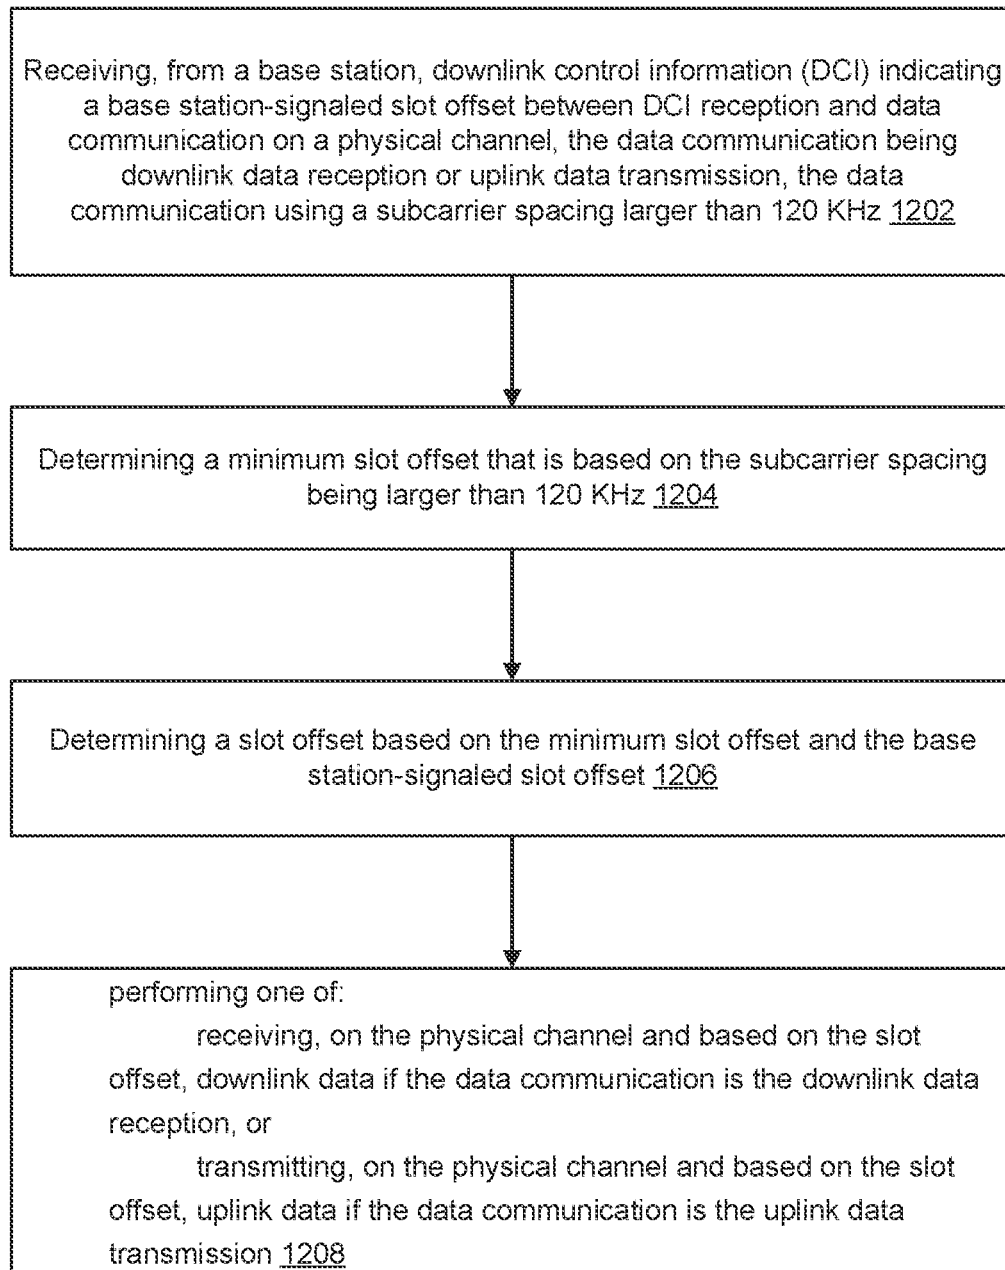 Receiving, from a base station, downlink control information (DCI) indicating
a base station-signaled slot offset between DCI reception and data
communication on a physical channel, the data communication being
downlink data reception or uplink data transmission, the data
communication using a subcarrier spacing larger than 120 KHz 1202
Determining a minimum slot offset that is based on the subcarrier spacing
being larger than 120 KHz 1204
Determining a slot offset based on the minimum slot offset and the base
station-signaled slot offset 1206
performing one of:
receiving, on the physical channel and based on the slot
offset, downlink data if the data communication is the downlink data
reception, or
transmitting, on the physical channel and based on the slot
offset, uplink data if the data communication is the uplink data
transmission 1208